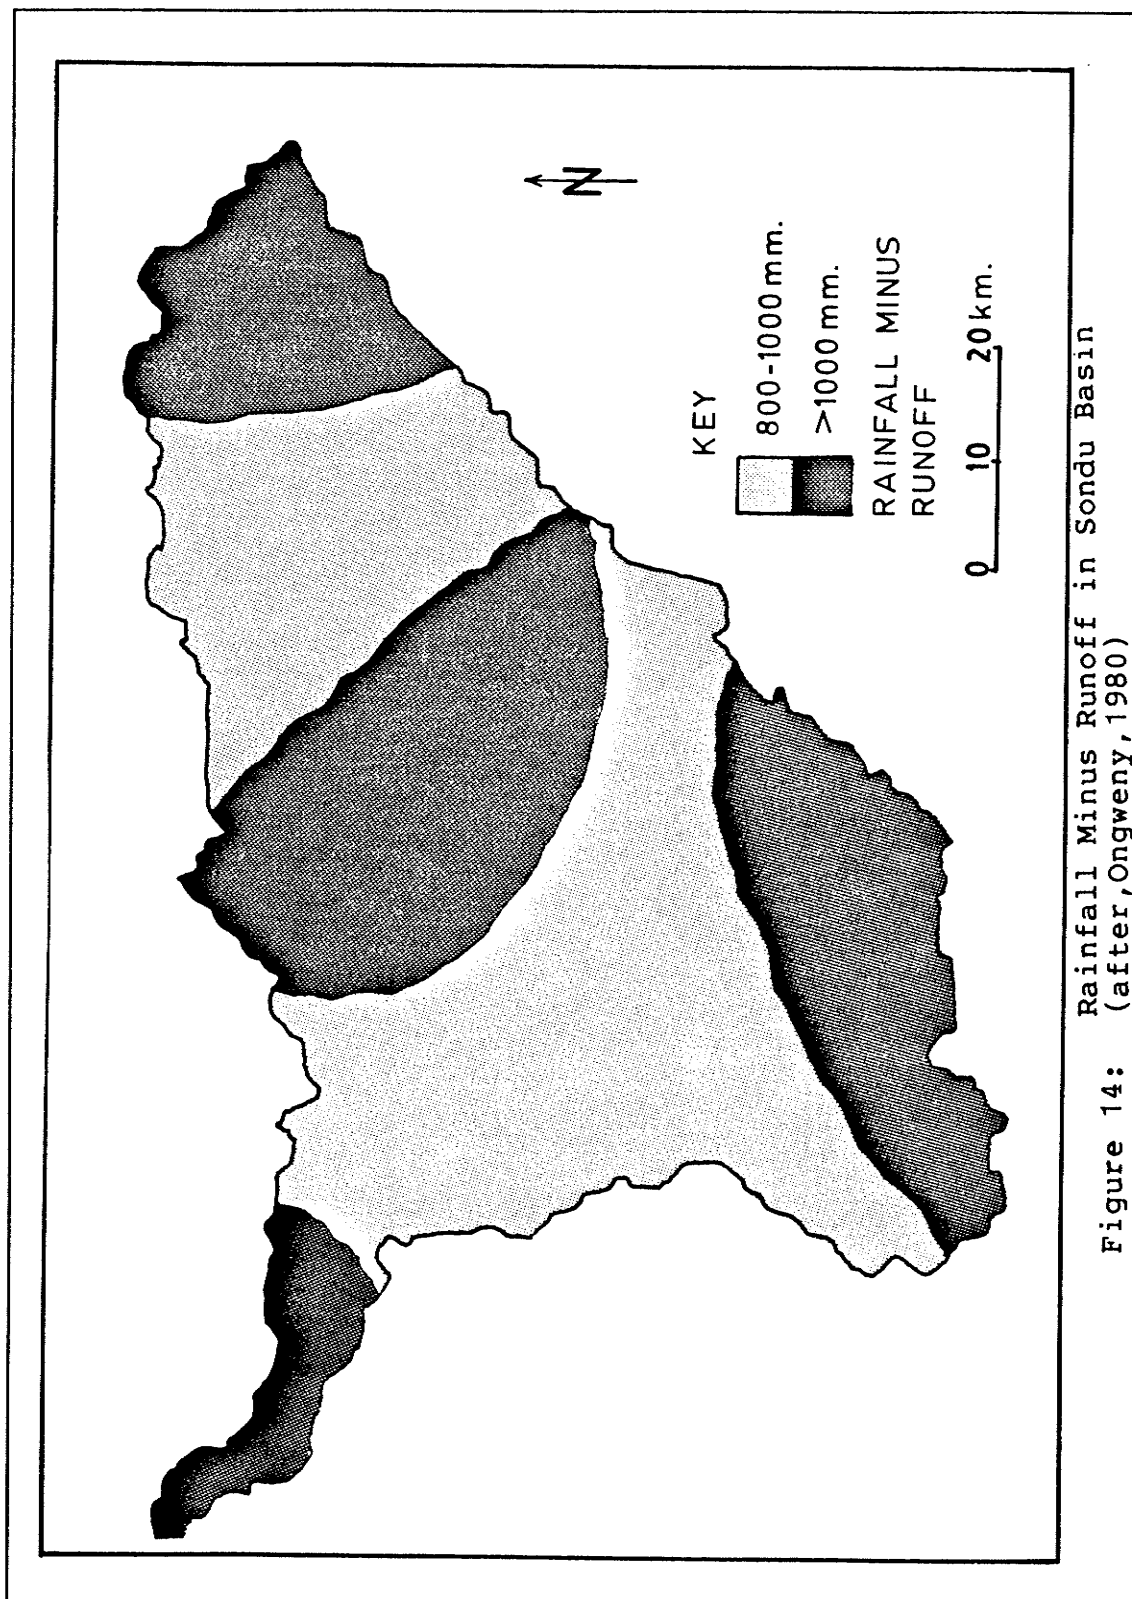 N
KEY
800-1000mm.
>1000mm.
RAINFALL MINUS
RUNOFF
0 10 20km.
Figure 14: Rainfall Minus Runoff in Sondu Basin
(after,Ongweny,1980)